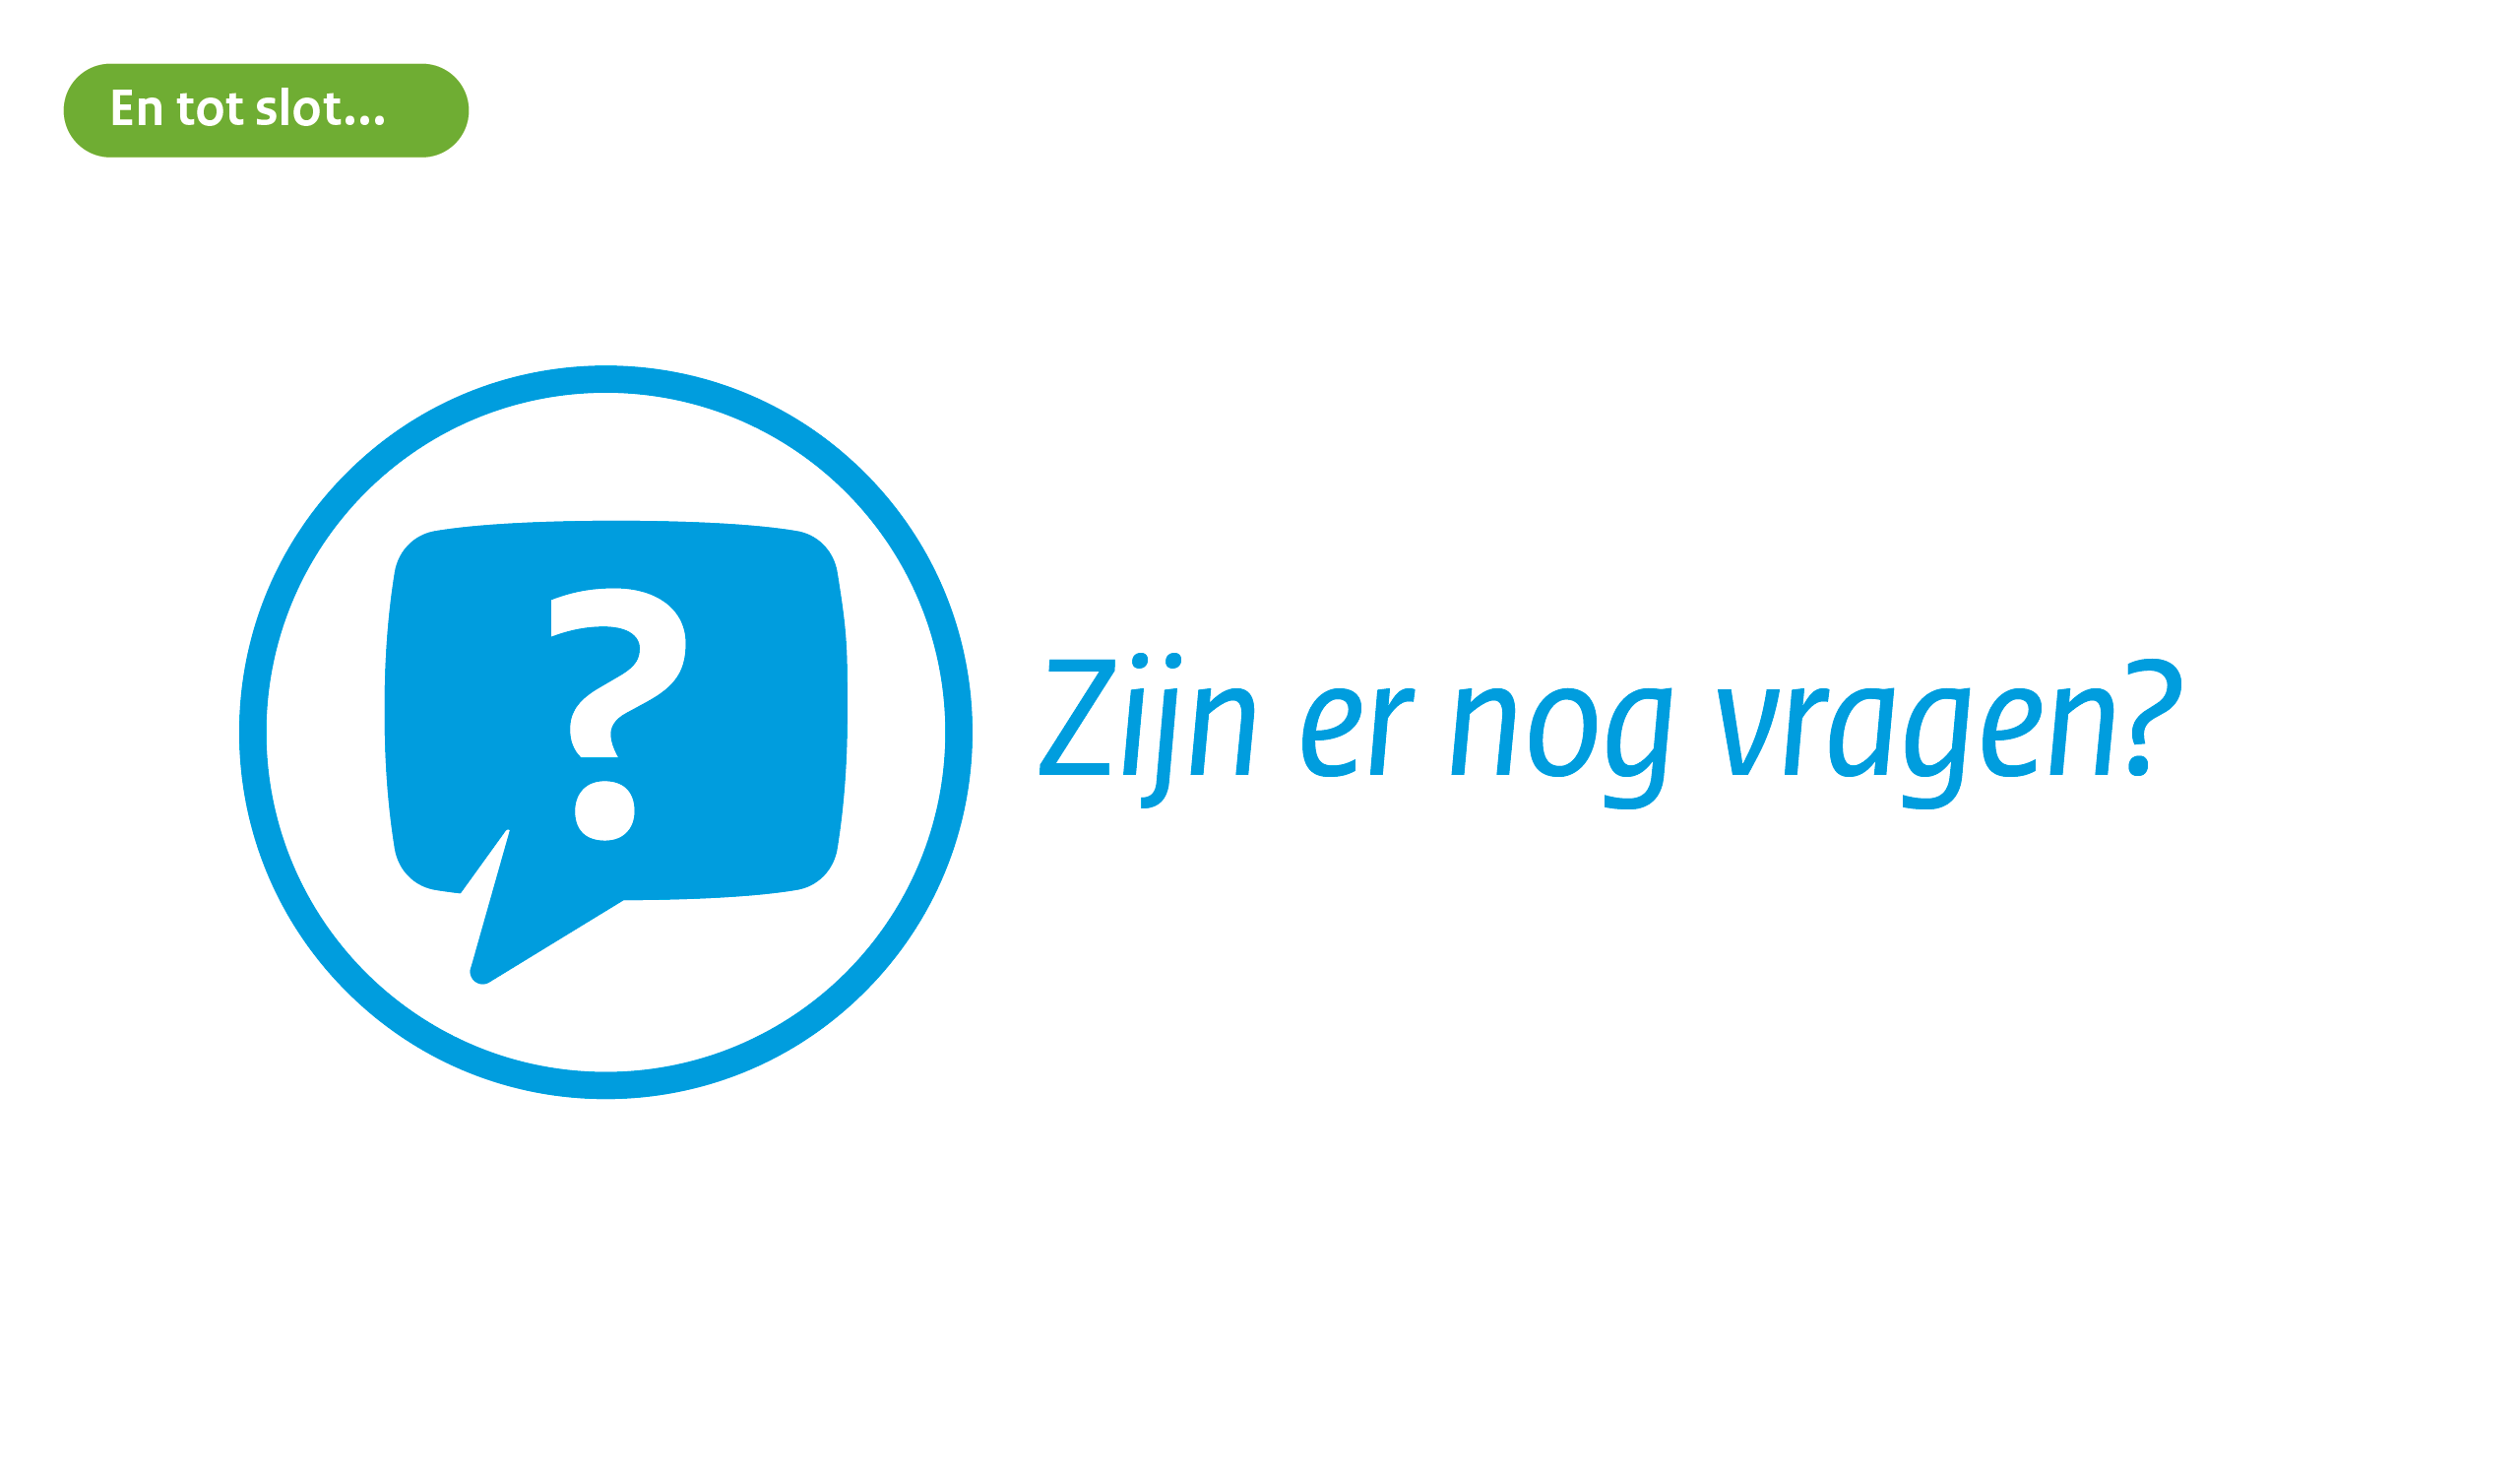 En tot slot...
?
Zijn er nog vragen?